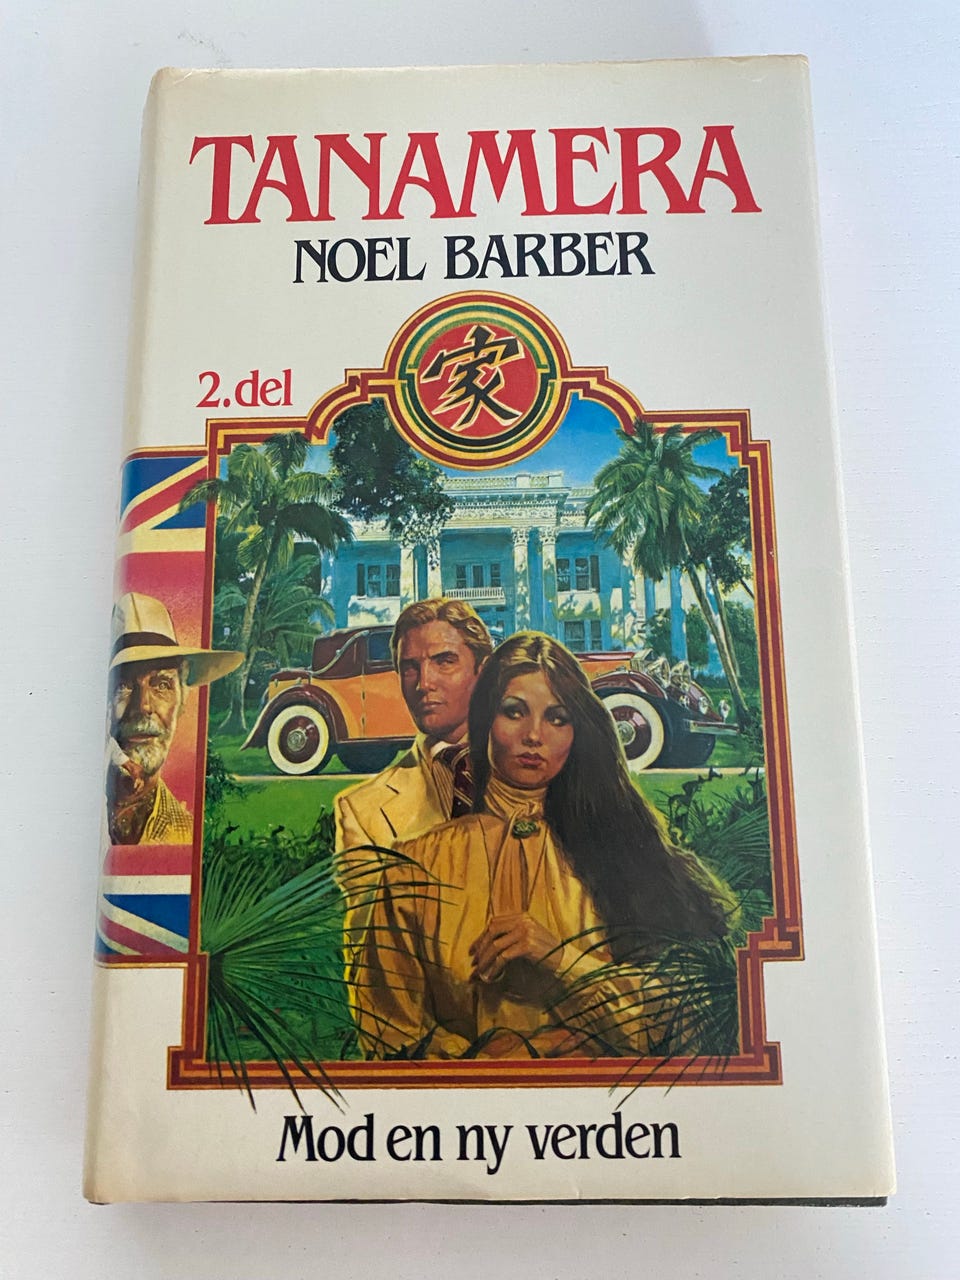 TANAMERA
NOEL BARBER
家
2.del
Mod en ny verden